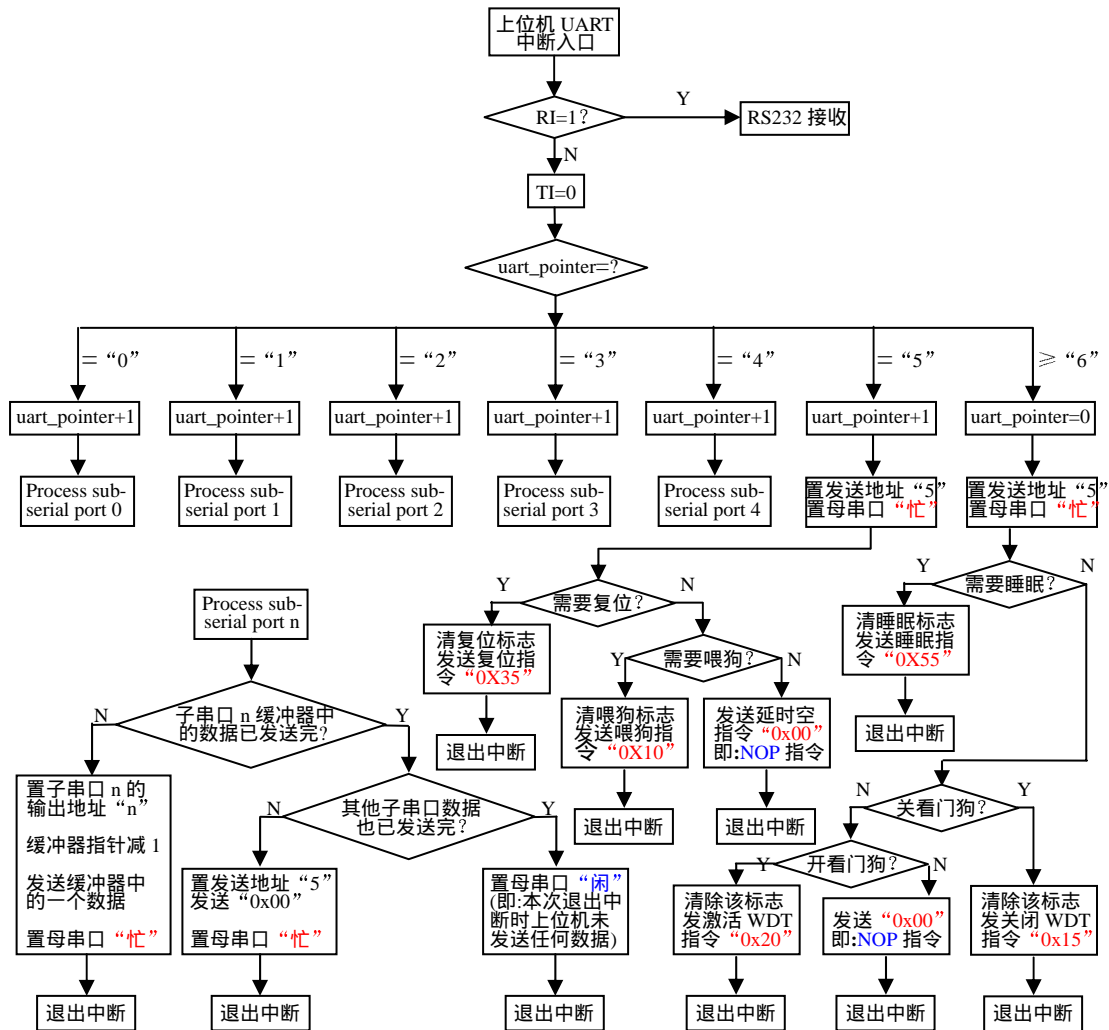 上位机 UART
中断入口
RI=1？
Y
RS232 接收
N
TI=0
uart_pointer=?
＝“0”
＝“1”
＝“2”
＝“3”
＝“4”
＝“5”
≥“6”
uart_pointer+1
uart_pointer+1
uart_pointer+1
uart_pointer+1
uart_pointer+1
uart_pointer+1
uart_pointer=0
Process sub-
serial port 0
Process sub-
serial port 1
Process sub-
serial port 2
Process sub-
serial port 3
Process sub-
serial port 4
置发送地址“5”
置母串口“忙”
置发送地址“5”
置母串口“忙”
Y
需要复位？
N
Y
需要睡眠？
N
清复位标志
发送复位指
令“0X35”
退出中断
Y
需要喂狗？
N
清喂狗标志
发送喂狗指
令“0X10”
退出中断
发送延时空
指令“0x00”
即:NOP 指令
退出中断
清睡眠标志
发送睡眠指
令“0X55”
退出中断
N
关看门狗？
Y
Y
开看门狗？
N
清除该标志
发激活 WDT
指令“0x20”
退出中断
发送“0x00”
即:NOP 指令
退出中断
清除该标志
发关闭 WDT
指令“0x15”
退出中断
Process sub-
serial port n
N
子串口 n 缓冲器中
的数据已发送完？
Y
置子串口 n 的
输出地址“n”
缓冲器指针减 1
发送缓冲器中
的一个数据
置母串口“忙”
退出中断
N
其他子串口数据
也已发送完？
Y
置发送地址“5”
发送“0x00”
置母串口“忙”
退出中断
置母串口“闲”
(即:本次退出中
断时上位机未
发送任何数据)
退出中断